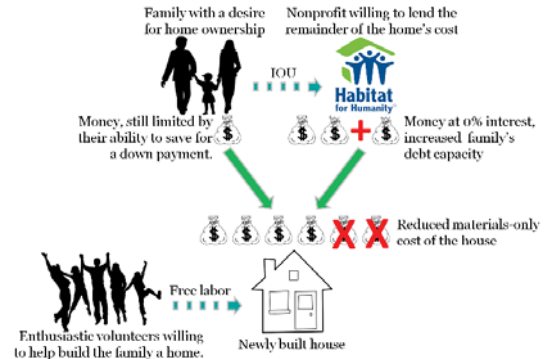 Family with a desire
for home ownership
Nonprofit willing to lend the
remainder of the home's cost
IOU
Habitat
for Humanity™
Money, still limited by
their ability to save for
a down payment.
$
$ $ + $
Money at 0% interest,
increased family's
debt capacity
$ $ $ $ $ $
Reduced materials-only
cost of the house
Free labor
Enthusiastic volunteers willing
to help build the family a home.
Newly built house